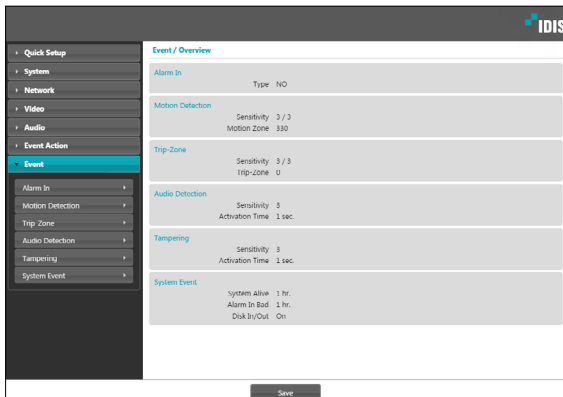 IDIS
Quick Setup
System
Network
Video
Audio
Event Action
Event
Alarm In
Motion Detection
Trip-Zone
Audio Detection
Tampering
System Event
Event / Overview
Alarm In
Type NO
Motion Detection
Sensitivity 3 / 3
Motion Zone 330
Trip-Zone
Sensitivity 3 / 3
Trip-Zone 0
Audio Detection
Sensitivity 3
Activation Time 1 sec.
Tampering
Sensitivity 3
Activation Time 1 sec.
System Event
System Alive 1 hr.
Alarm In Bad 1 hr.
Disk In/Out On
Save